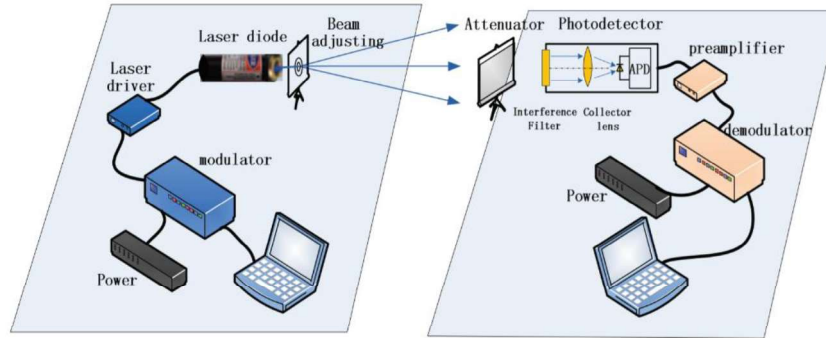 Laser diode
Beam
adjusting
Laser
driver
modulator
Power
Attenuator
Photodetector
preamplifier
APD
Interference
Filter
Collector
lens
demodulator
Power